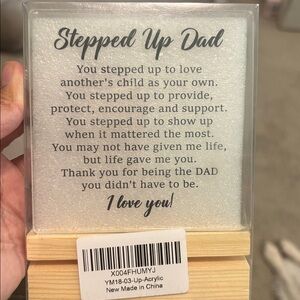 Stepped Up Dad
You stepped up to love
another's child as your own.
You stepped up to provide,
protect, encourage and support.
You stepped up to show up
when it mattered the most.
You may not have given me life,
but life gave me you.
Thank you for being the DAD
you didn't have to be.
I love you!
X004FHUMYJ
YM18-03-Up-Acrylic
New Made in China